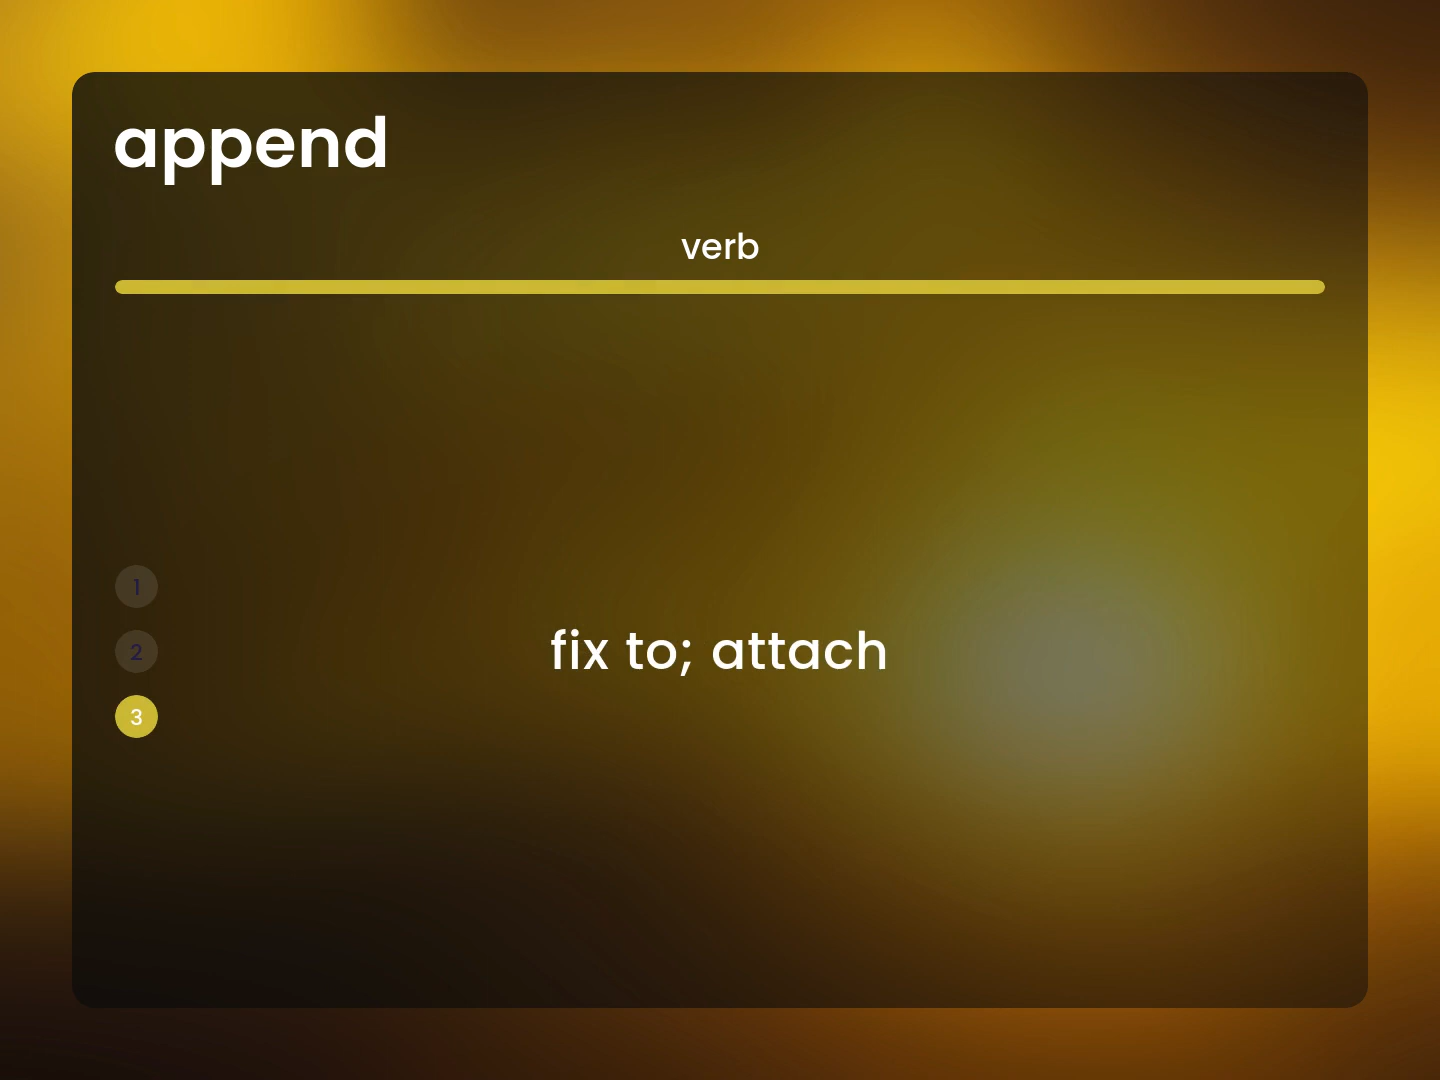 append
verb
1
2
3
fix to; attach